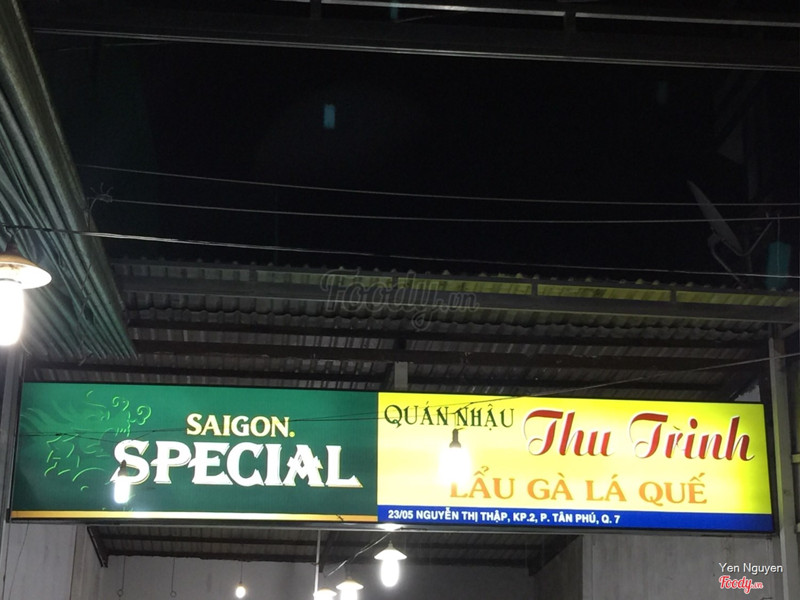 Foody.vn
SAIGON.
SPECIAL
QUÁN NHẬU
Thu Trinh
LẨU GÀ LÁ QUẾ
23/05 NGUYỄN THỊ THẬP, KP.2, P. TÂN PHÚ, Q. 7
Yen Nguyen
Foody.vn